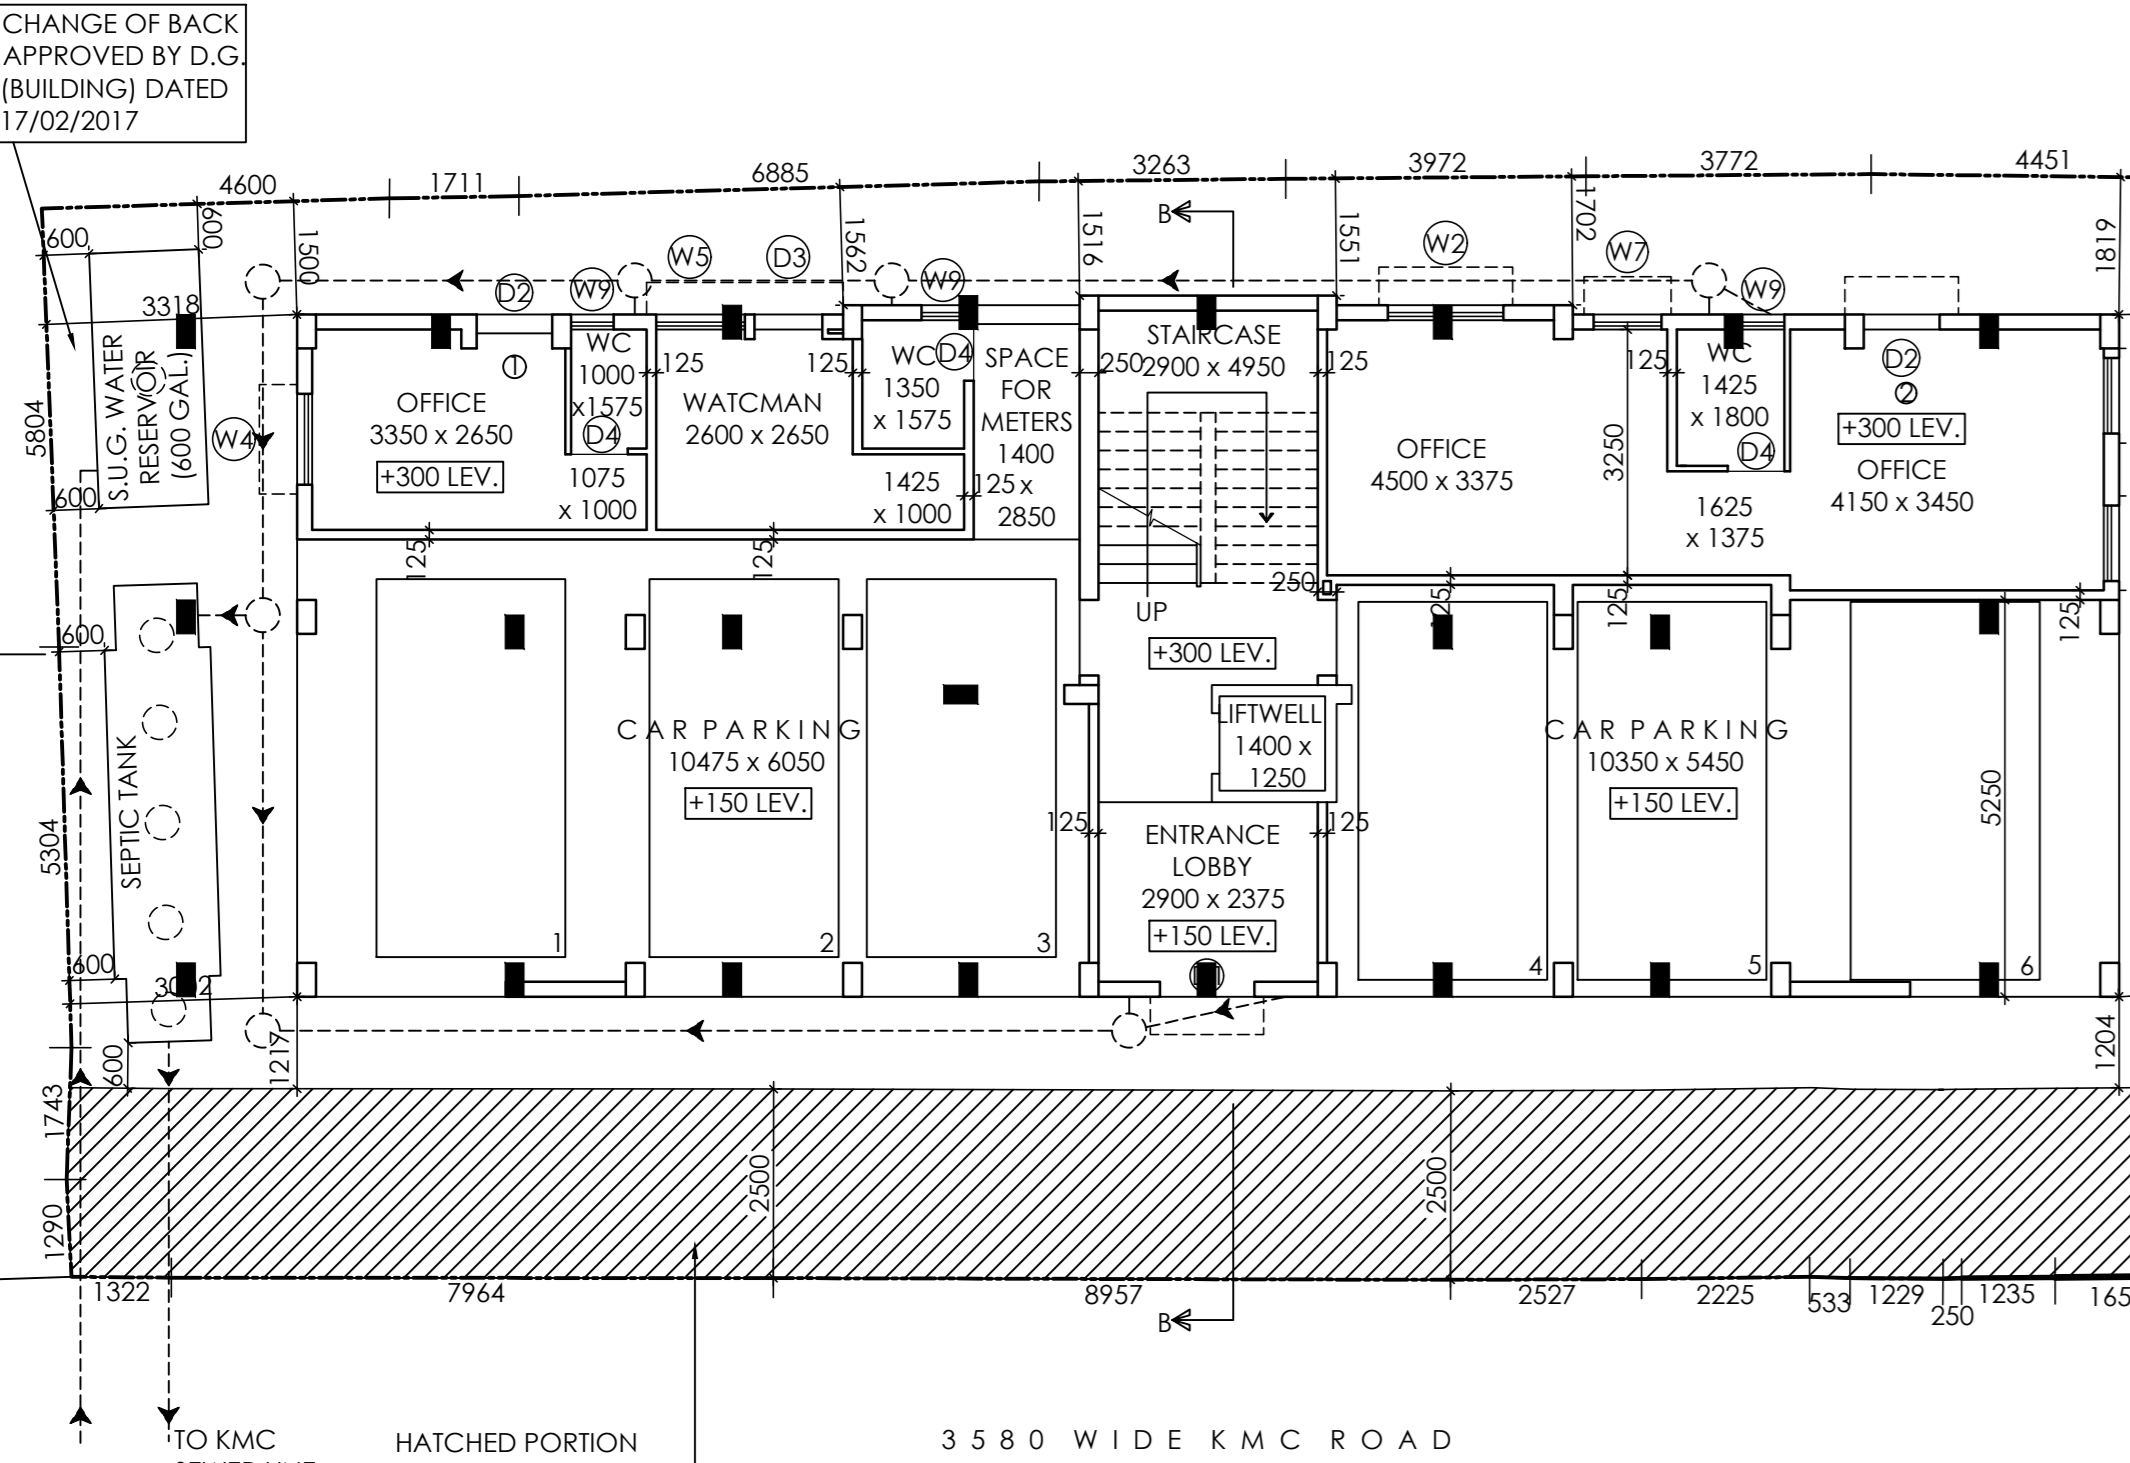 CHANGE OF BACK
APPROVED BY D.G.
(BUILDING) DATED
17/02/2017
4600
1711
6885
3263
3972
3772
4451
600
600
1500
1562
1516
1551
1702
1819
B
W5
D3
W2
W7
D2
W9
W9
W9
3318
S.U.G. WATER
RESERVOIR
(600 GAL.)
5804
600
W4
OFFICE
3350 x 2650
+300 LEV.
1
WC
1000
x1575
D4
1075
x 1000
125
WATCMAN
2600 x 2650
125
WC
D4
1350
x 1575
1425
x 1000
SPACE
FOR
METERS
1400
x
2850
125
250
STAIRCASE
2900 x 4950
125
OFFICE
4500 x 3375
3250
125
WC
1425
x 1800
D4
1625
x 1375
D2
2
+300 LEV.
OFFICE
4150 x 3450
125
125
250
125
125
125
UP
+300 LEV.
600
SEPTIC TANK
5304
600
3082
600
CAR PARKING
10475 x 6050
+150 LEV.
1
2
3
LIFTWELL
1400 x
1250
125
125
ENTRANCE
LOBBY
2900 x 2375
+150 LEV.
CAR PARKING
10350 x 5450
+150 LEV.
5250
4
5
6
1217
1204
1743
1290
2500
2500
1322
7964
8957
2527
2225
533
1229
250
1235
165
B
TO KMC
HATCHED PORTION
3580 WIDE KMC ROAD